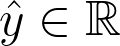 ŷ ∈ ℝ